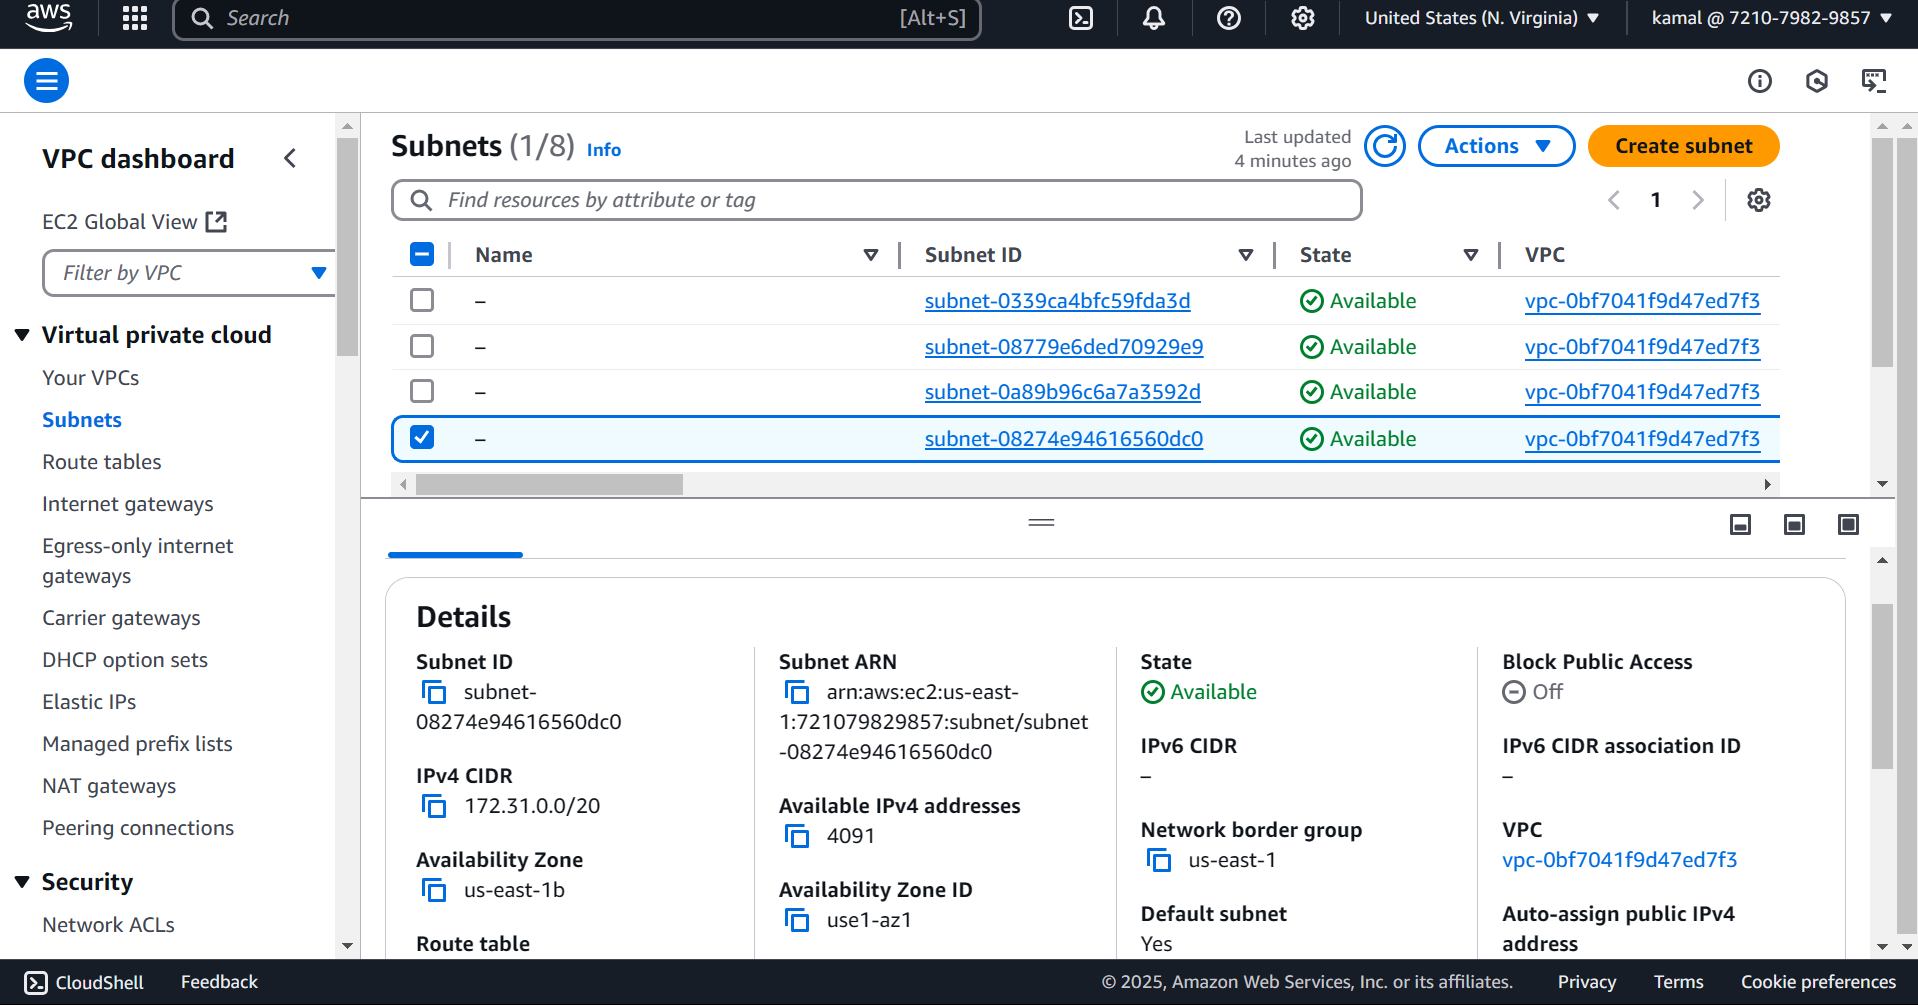 aws
Search
[Alt+S]
United States (N. Virginia)
kamal @ 7210-7982-9857
VPC dashboard
EC2 Global View
Filter by VPC
Virtual private cloud
Your VPCs
Subnets
Route tables
Internet gateways
Egress-only internet
gateways
Carrier gateways
DHCP option sets
Elastic IPs
Managed prefix lists
NAT gateways
Peering connections
Security
Network ACLs
Subnets (1/8) Info
Last updated
4 minutes ago
Actions
Create subnet
Find resources by attribute or tag
1
Name Subnet ID State VPC
– subnet-0339ca4bfc59fda3d Available vpc-0bf7041f9d47ed7f3
– subnet-08779e6ded70929e9 Available vpc-0bf7041f9d47ed7f3
– subnet-0a89b96c6a7a3592d Available vpc-0bf7041f9d47ed7f3
– subnet-08274e94616560dc0 Available vpc-0bf7041f9d47ed7f3
Details
Subnet ID
subnet-
08274e94616560dc0
IPv4 CIDR
172.31.0.0/20
Availability Zone
us-east-1b
Route table
Subnet ARN
arn:aws:ec2:us-east-
1:721079829857:subnet/subnet
-08274e94616560dc0
Available IPv4 addresses
4091
Availability Zone ID
use1-az1
State
Available
IPv6 CIDR
–
Network border group
us-east-1
Default subnet
Yes
Block Public Access
Off
IPv6 CIDR association ID
–
VPC
vpc-0bf7041f9d47ed7f3
Auto-assign public IPv4
address
CloudShell
Feedback
© 2025, Amazon Web Services, Inc. or its affiliates.
Privacy
Terms
Cookie preferences